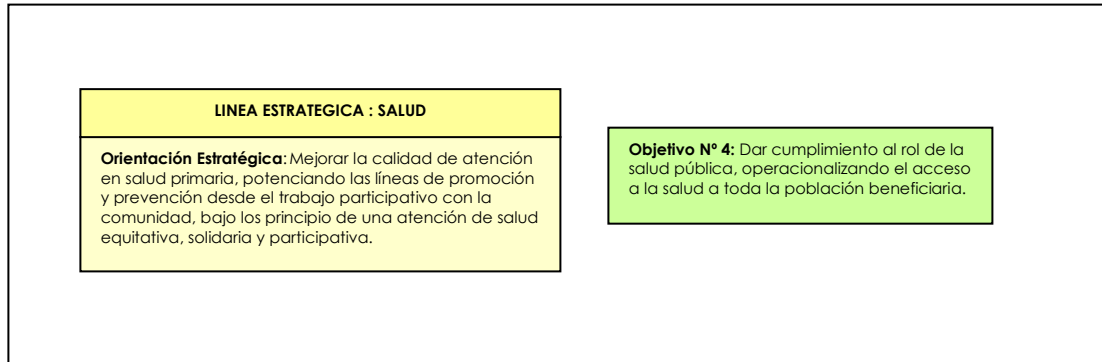 LINEA ESTRATEGICA : SALUD
Orientación Estratégica: Mejorar la calidad de atención
en salud primaria, potenciando las líneas de promoción
y prevención desde el trabajo participativo con la
comunidad, bajo los principio de una atención de salud
equitativa, solidaria y participativa.
Objetivo Nº 4: Dar cumplimiento al rol de la
salud pública, operacionalizando el acceso
a la salud a toda la población beneficiaria.